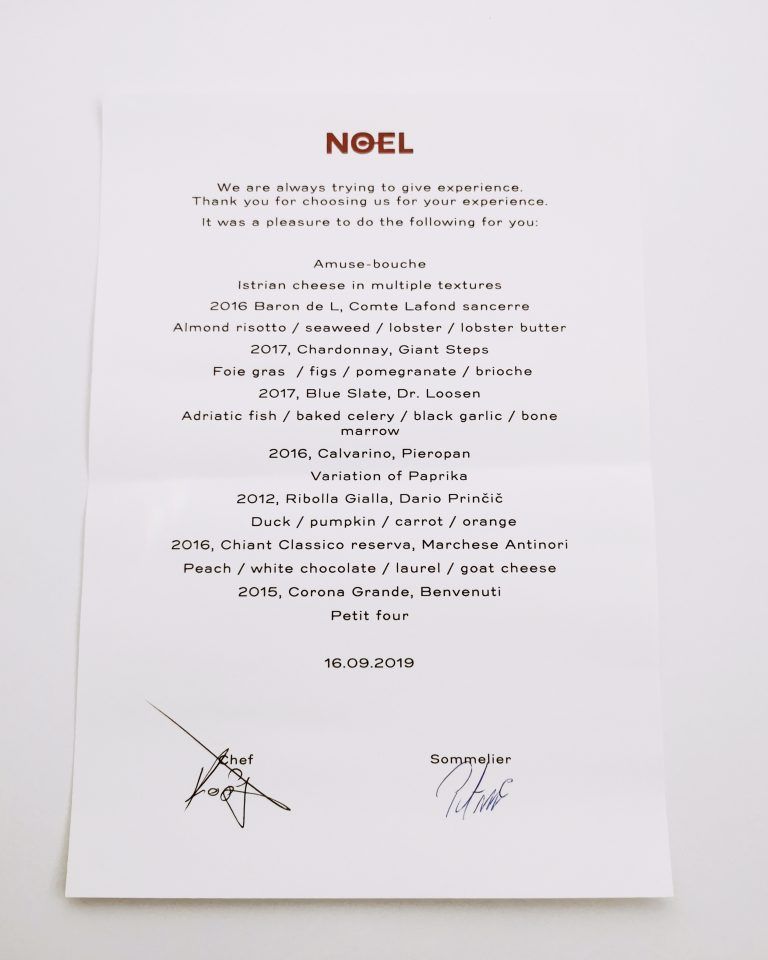 NOEL
We are always trying to give experience.
Thank you for choosing us for your experience.
It was a pleasure to do the following for you:
Amuse-bouche
Istrian cheese in multiple textures
2016 Baron de L, Comte Lafond sancerre
Almond risotto / seaweed / lobster / lobster butter
2017, Chardonnay, Giant Steps
Foie gras / figs / pomegranate / brioche
2017, Blue Slate, Dr. Loosen
Adriatic fish / baked celery / black garlic / bone
marrow
2016, Calvarino, Pieropan
Variation of Paprika
2012, Ribolla Gialla, Dario Prinčič
Duck / pumpkin / carrot / orange
2016, Chiant Classico reserva, Marchese Antinori
Peach / white chocolate / laurel / goat cheese
2015, Corona Grande, Benvenuti
Petit four
16.09.2019
Chef
Sommelier